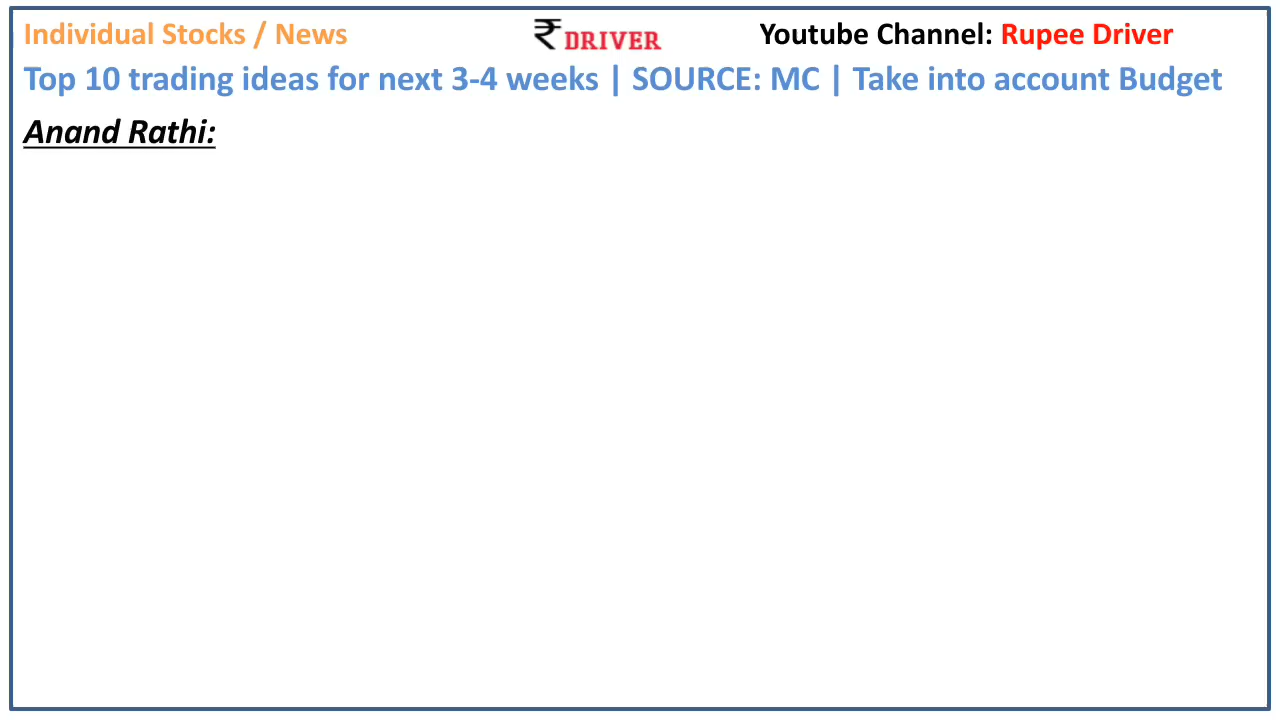 Individual Stocks / News
₹ DRIVER
Youtube Channel: Rupee Driver
Top 10 trading ideas for next 3-4 weeks | SOURCE: MC | Take into account Budget
Anand Rathi: